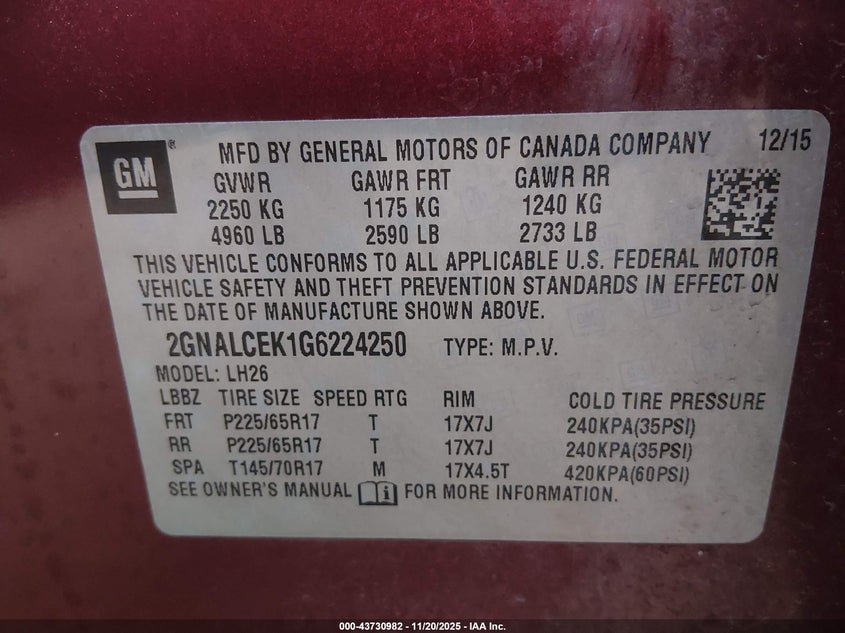 GM®
MFD BY GENERAL MOTORS OF CANADA COMPANY 12/15
GVWR GAWR FRT GAWR RR
2250 KG 1175 KG 1240 KG
4960 LB 2590 LB 2733 LB
THIS VEHICLE CONFORMS TO ALL APPLICABLE U.S. FEDERAL MOTOR
VEHICLE SAFETY AND THEFT PREVENTION STANDARDS IN EFFECT ON
THE DATE OF MANUFACTURE SHOWN ABOVE.
2GNALCEK1G6224250 TYPE: M.P.V.
MODEL: LH26
LBBZ TIRE SIZE SPEED RTG RIM COLD TIRE PRESSURE
FRT P225/65R17 T 17X7J 240KPA(35PSI)
RR P225/65R17 T 17X7J 240KPA(35PSI)
SPA T145/70R17 M 17X4.5T 420KPA(60PSI)
SEE OWNER'S MANUAL FOR MORE INFORMATION.
000-43730982 - 11/20/2025 - IAA Inc.